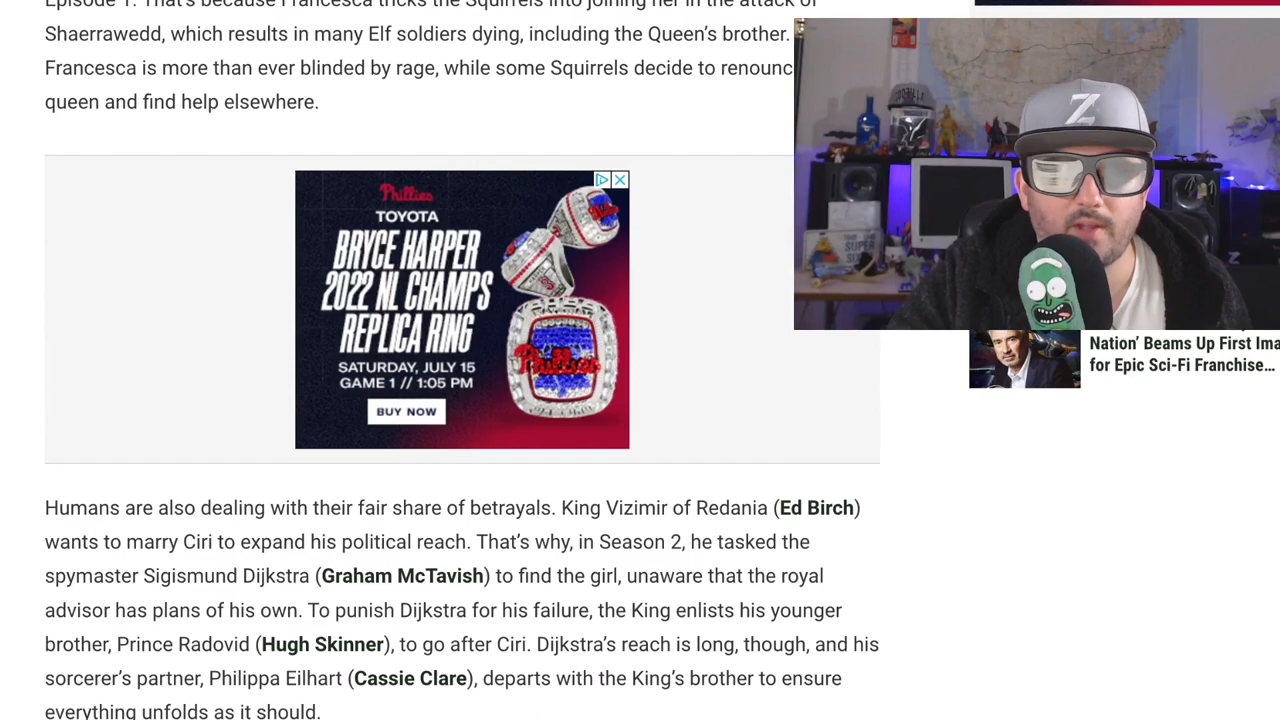 Episode 1. That's because Francesca tricks the Squirrels into joining her in the attack of
Shaerrawedd, which results in many Elf soldiers dying, including the Queen's brother.
Francesca is more than ever blinded by rage, while some Squirrels decide to renounc
queen and find help elsewhere.
Phillies
TOYOTA
BRYCE HARPER
2022 NL CHAMPS
REPLICA RING
SATURDAY, JULY 15
GAME 1 // 1:05 PM
BUY NOW
Phillies
Z
SUPER
Nation' Beams Up First Ima
for Epic Sci-Fi Franchise…
Humans are also dealing with their fair share of betrayals. King Vizimir of Redania (Ed Birch)
wants to marry Ciri to expand his political reach. That's why, in Season 2, he tasked the
spymaster Sigismund Dijkstra (Graham McTavish) to find the girl, unaware that the royal
advisor has plans of his own. To punish Dijkstra for his failure, the King enlists his younger
brother, Prince Radovid (Hugh Skinner), to go after Ciri. Dijkstra's reach is long, though, and his
sorcerer's partner, Philippa Eilhart (Cassie Clare), departs with the King's brother to ensure
everything unfolds as it should.